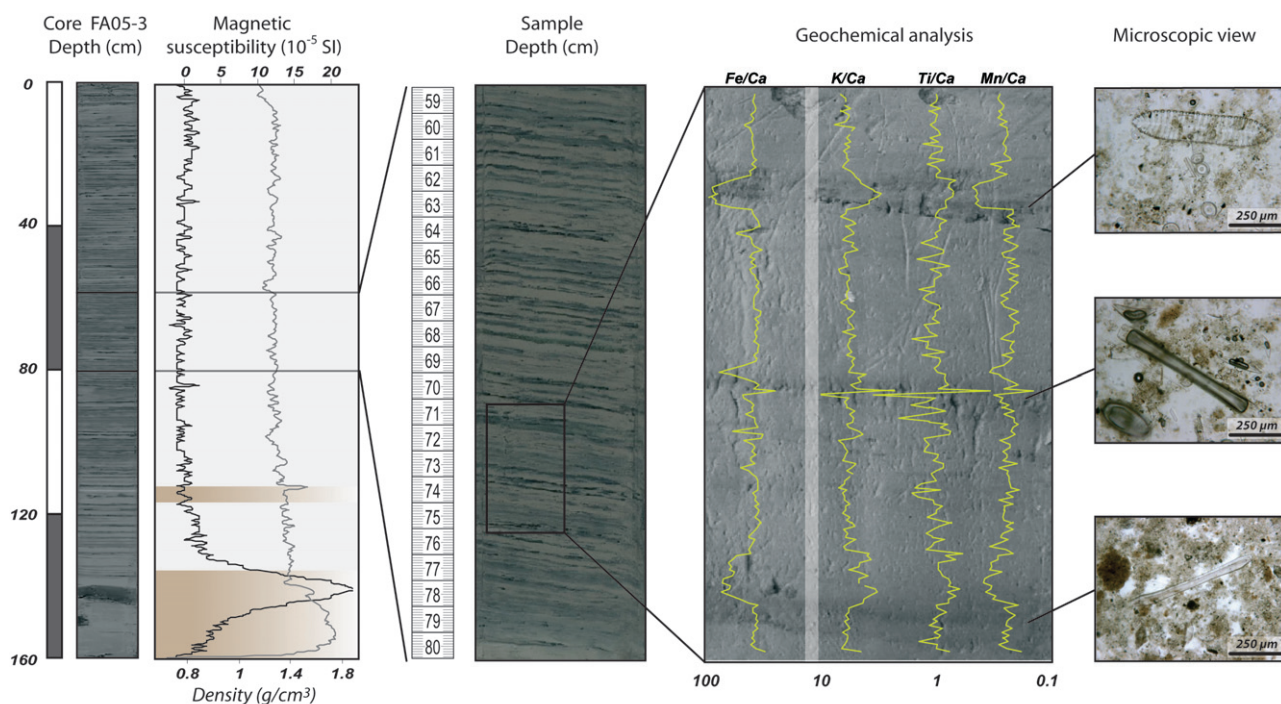 Core FA05-3
Depth (cm)
Magnetic
susceptibility (10⁻⁵ SI)
Sample
Depth (cm)
Geochemical analysis
Microscopic view
0 5 10 15 20
Fe/Ca K/Ca Ti/Ca Mn/Ca
0
40
80
120
160
0.8 1 1.4 1.8
Density (g/cm³)
59
60
61
62
63
64
65
66
67
68
69
70
71
72
73
74
75
76
77
78
79
80
100 10 1 0.1
250 µm
250 µm
250 µm